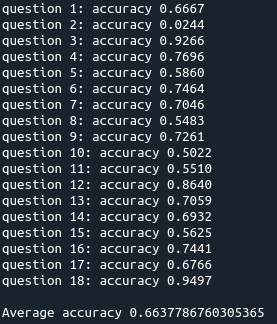 question 1: accuracy 0.6667
question 2: accuracy 0.0244
question 3: accuracy 0.9266
question 4: accuracy 0.7696
question 5: accuracy 0.5860
question 6: accuracy 0.7464
question 7: accuracy 0.7046
question 8: accuracy 0.5483
question 9: accuracy 0.7261
question 10: accuracy 0.5022
question 11: accuracy 0.5510
question 12: accuracy 0.8640
question 13: accuracy 0.7059
question 14: accuracy 0.6932
question 15: accuracy 0.5625
question 16: accuracy 0.7441
question 17: accuracy 0.6766
question 18: accuracy 0.9497
Average accuracy 0.6637786760305365